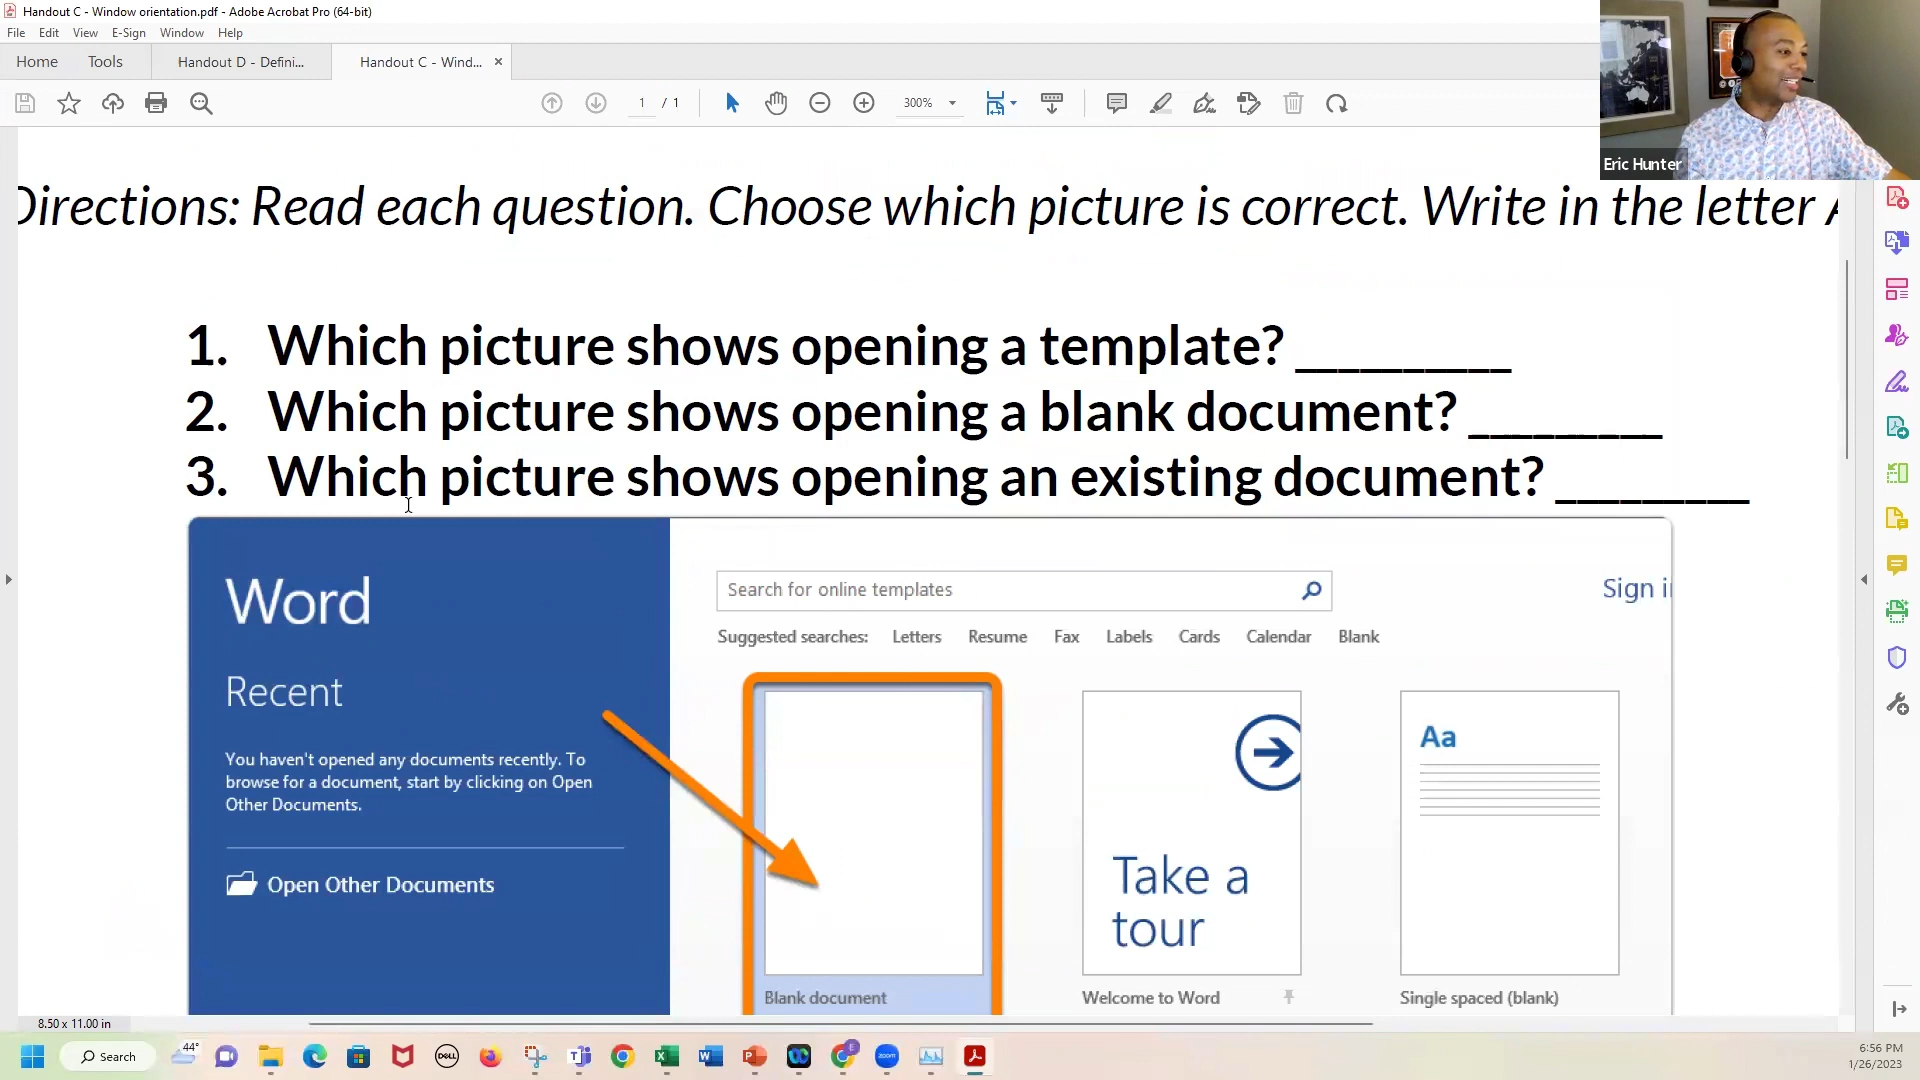 Handout C - Window orientation.pdf - Adobe Acrobat Pro (64-bit)
File Edit View E-Sign Window Help
Home Tools Handout D - Defini... Handout C - Wind... ×
1 / 1 300%
Eric Hunter
Directions: Read each question. Choose which picture is correct. Write in the letter
1. Which picture shows opening a template? __________
2. Which picture shows opening a blank document? _________
3. Which picture shows opening an existing document? _________
Word
Search for online templates
Sign i
Suggested searches: Letters Resume Fax Labels Cards Calendar Blank
Recent
You haven't opened any documents recently. To
browse for a document, start by clicking on Open
Other Documents.
Open Other Documents
Aa
Take a
tour
Blank document Welcome to Word Single spaced (blank)
8.50 x 11.00 in
44°
Search
DELL
E
zoom
6:56 PM
1/26/2023